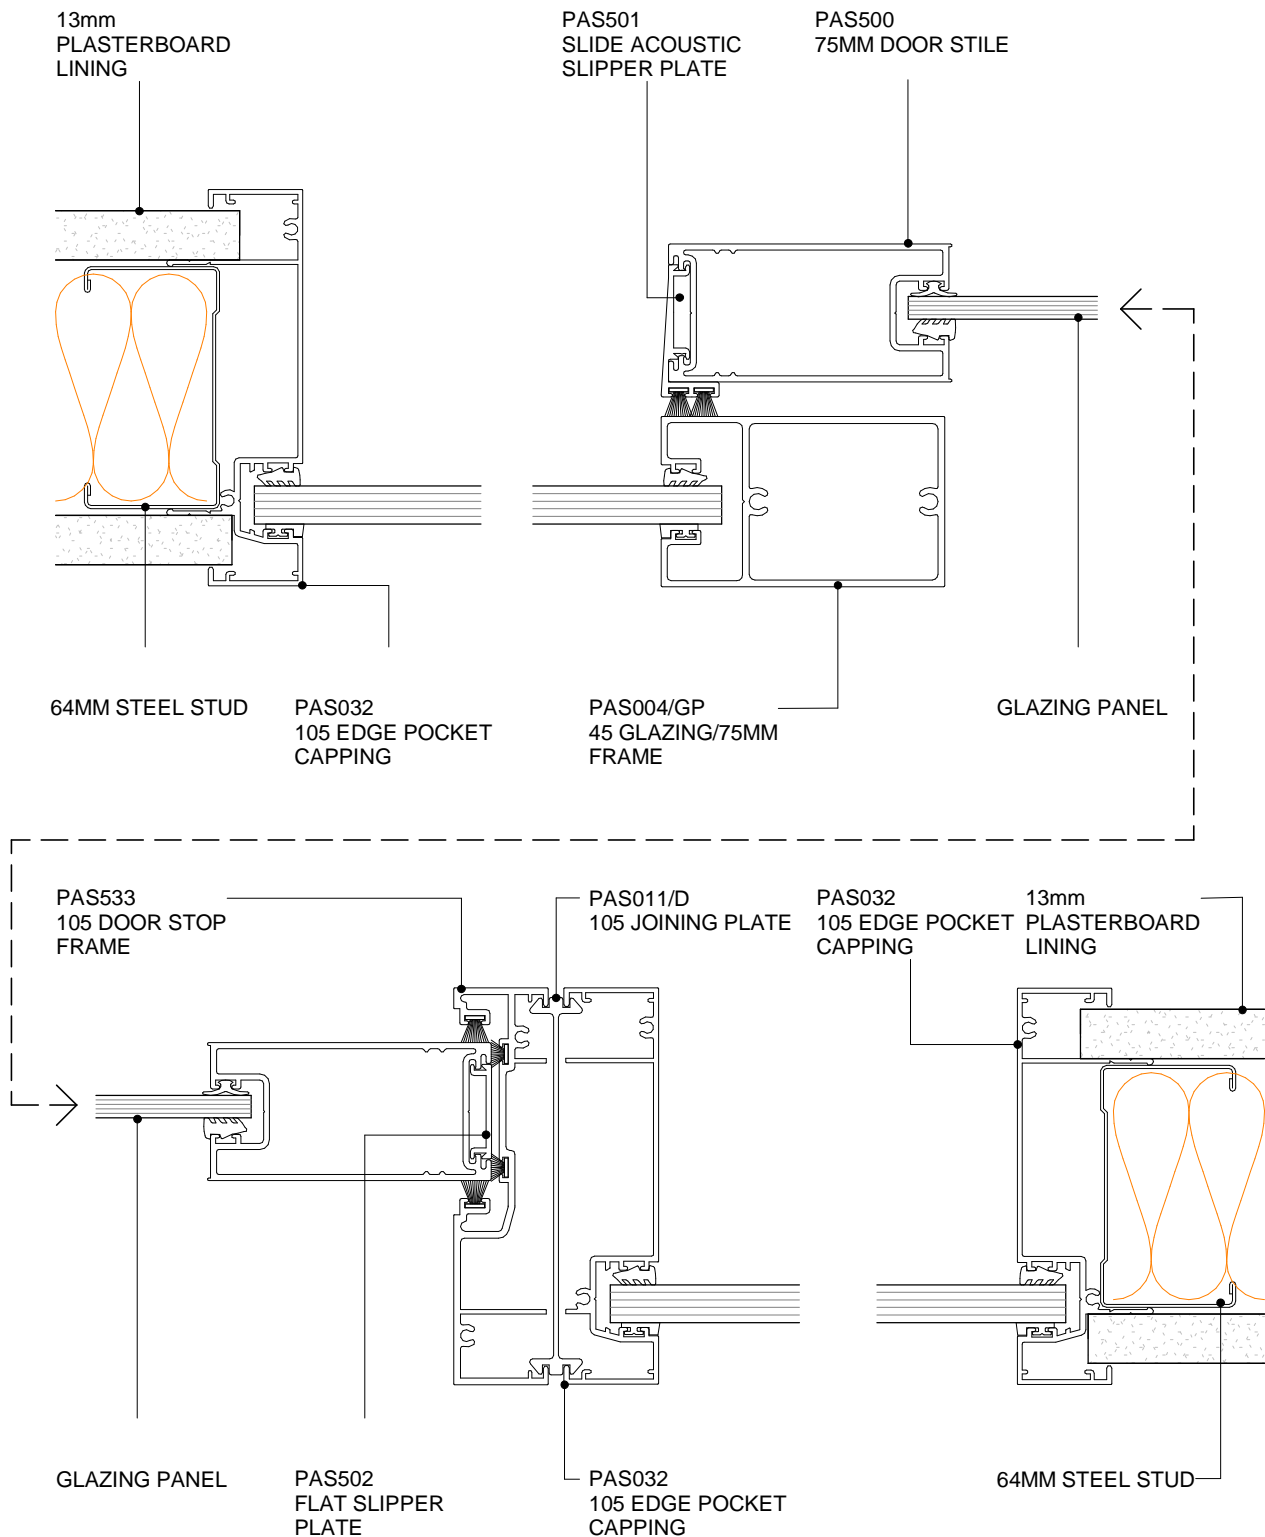 13mm
PLASTERBOARD
LINING
PAS501
SLIDE ACOUSTIC
SLIPPER PLATE
PAS500
75MM DOOR STILE
64MM STEEL STUD
PAS032
105 EDGE POCKET
CAPPING
PAS004/GP
45 GLAZING/75MM
FRAME
GLAZING PANEL
PAS533
105 DOOR STOP
FRAME
PAS011/D
105 JOINING PLATE
PAS032
105 EDGE POCKET
CAPPING
13mm
PLASTERBOARD
LINING
GLAZING PANEL
PAS502
FLAT SLIPPER
PLATE
PAS032
105 EDGE POCKET
CAPPING
64MM STEEL STUD